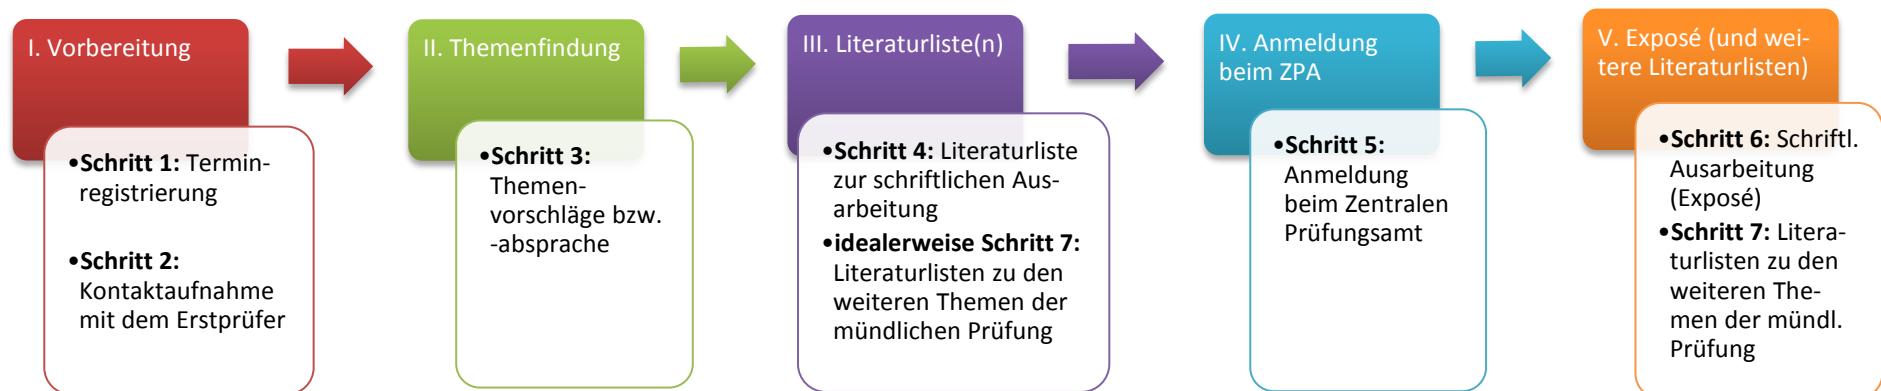 I. Vorbereitung
•Schritt 1: Termin-
registrierung
•Schritt 2:
Kontaktaufnahme
mit dem Erstprüfer
II. Themenfindung
•Schritt 3:
Themen-
vorschläge bzw.
-absprache
III. Literaturliste(n)
•Schritt 4: Literaturliste
zur schriftlichen Aus-
arbeitung
•idealerweise Schritt 7:
Literaturlisten zu den
weiteren Themen der
mündlichen Prüfung
IV. Anmeldung
beim ZPA
•Schritt 5:
Anmeldung
beim Zentralen
Prüfungsamt
V. Exposé (und wei-
tere Literaturlisten)
•Schritt 6: Schriftl.
Ausarbeitung
(Exposé)
•Schritt 7: Litera-
turlisten zu den
weiteren The-
men der mündl.
Prüfung